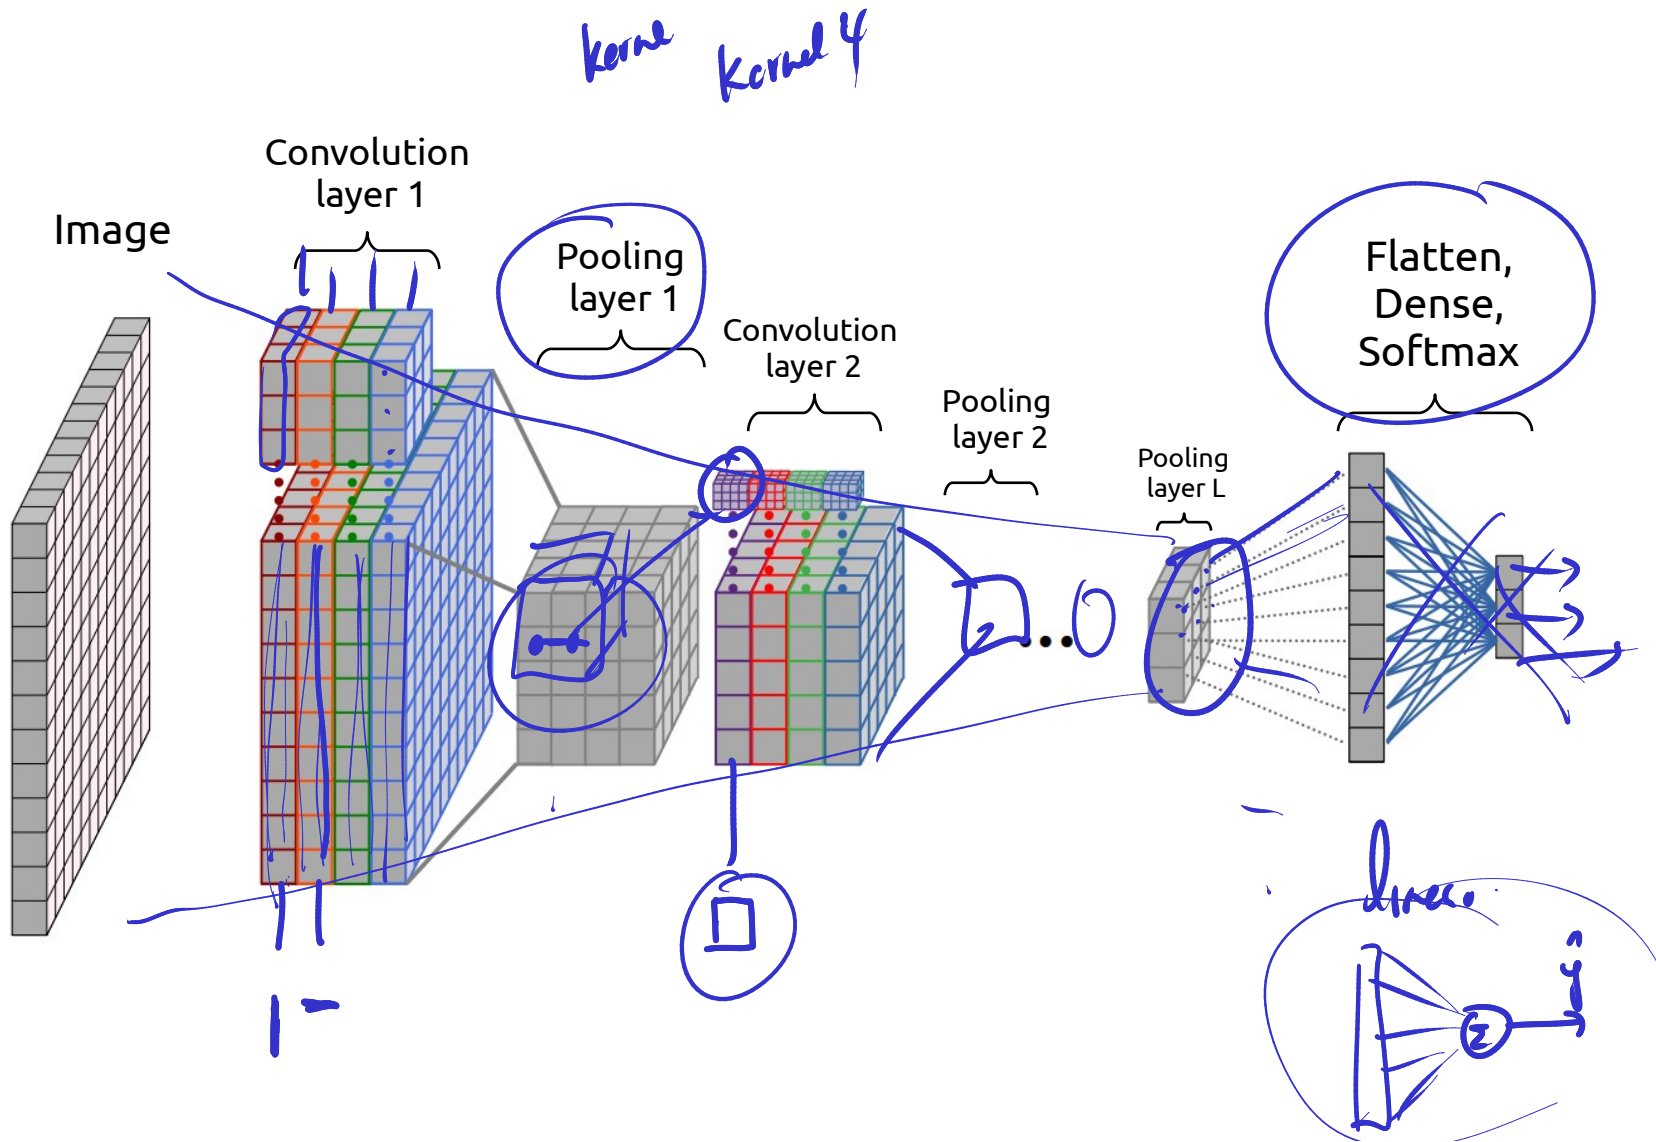 kerne
Kernel 4
Convolution
layer 1
Image
Pooling
layer 1
Convolution
layer 2
Pooling
layer 2
Pooling
layer L
Flatten,
Dense,
Softmax
Σ
ŷ